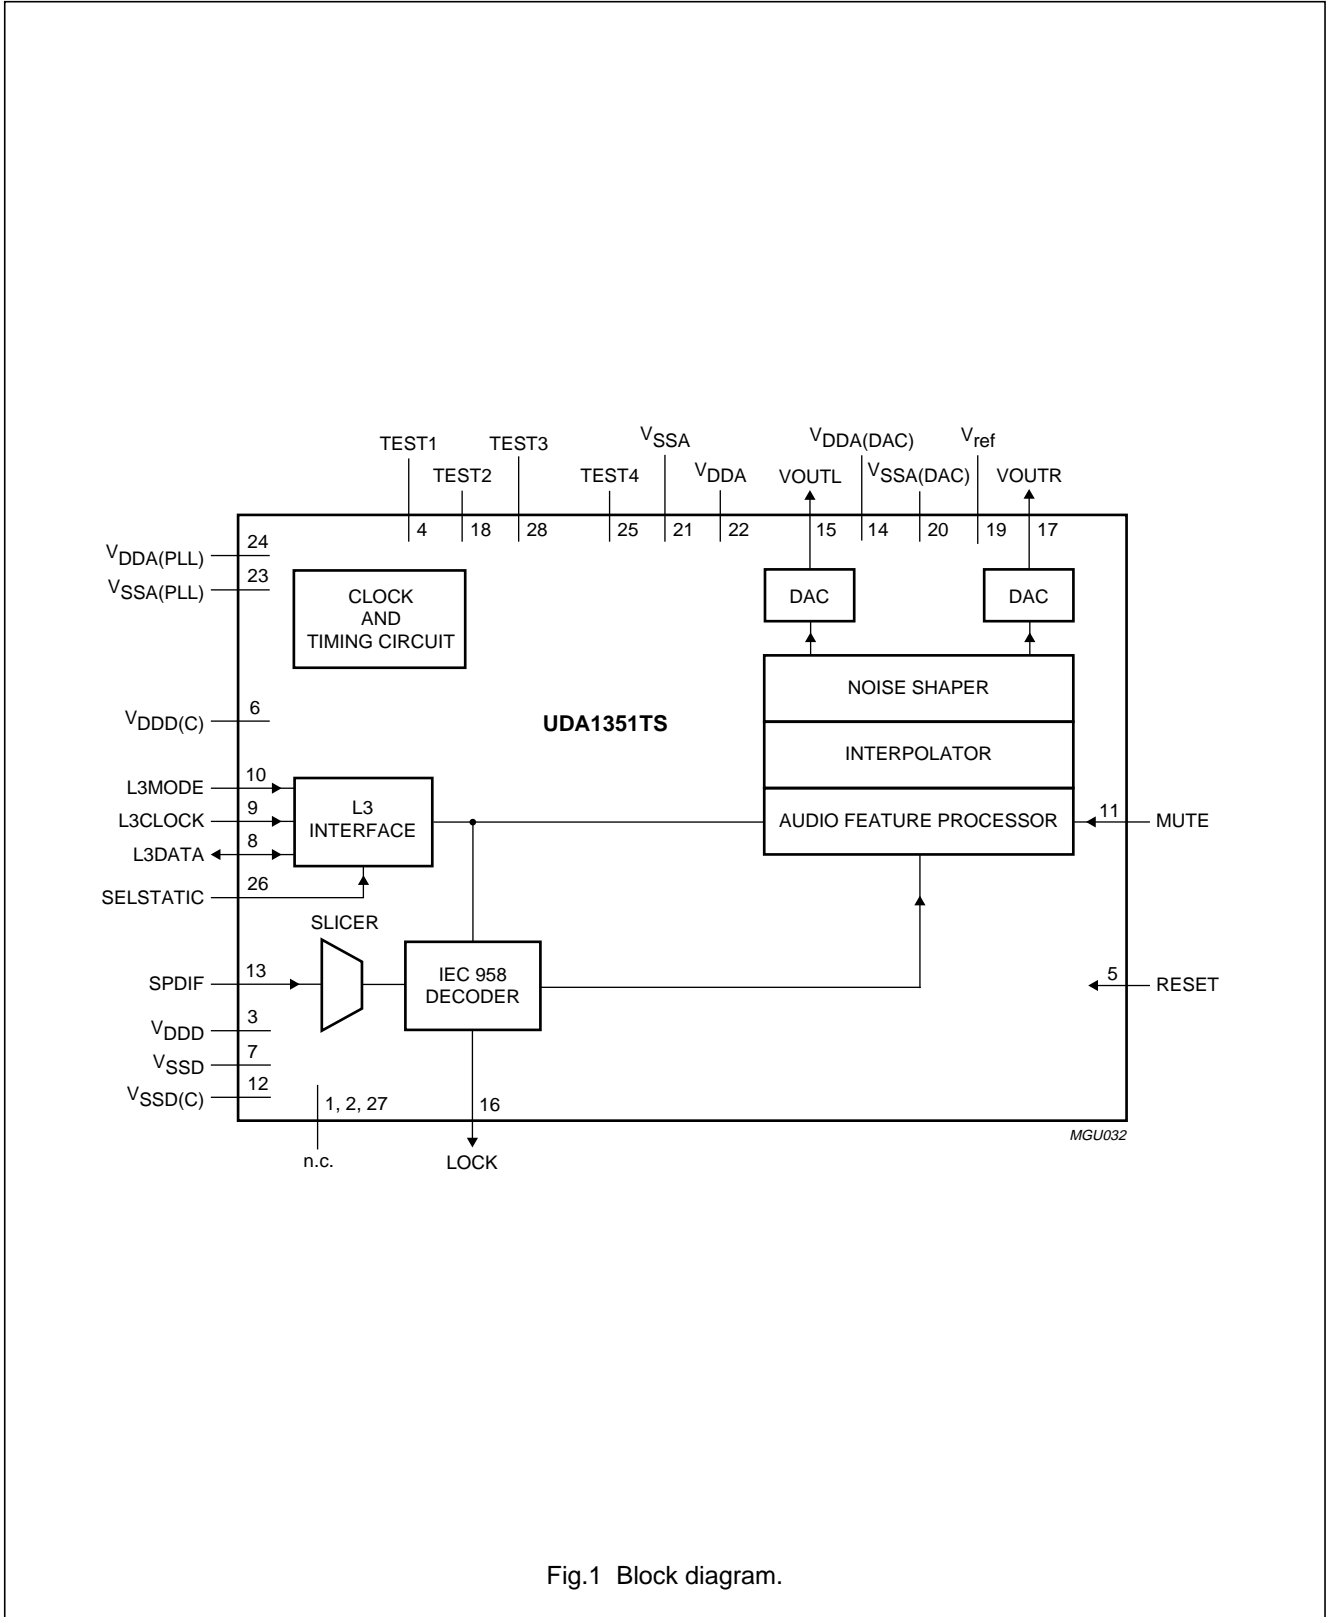 VSSA
VDDA(DAC)
Vref
TEST1
TEST3
TEST2
TEST4
VDDA
VOUTL
VSSA(DAC)
VOUTR
4
18
28
25
21
22
15
14
20
19
17
24
VDDA(PLL)
23
VSSA(PLL)
CLOCK
AND
TIMING CIRCUIT
DAC
DAC
NOISE SHAPER
6
VDDD(C)
UDA1351TS
INTERPOLATOR
10
L3MODE
9
L3CLOCK
8
L3DATA
L3
INTERFACE
AUDIO FEATURE PROCESSOR
11
MUTE
26
SELSTATIC
SLICER
13
SPDIF
IEC 958
DECODER
5
RESET
3
VDDD
7
VSSD
12
VSSD(C)
1, 2, 27
16
n.c.
LOCK
MGU032
Fig.1 Block diagram.